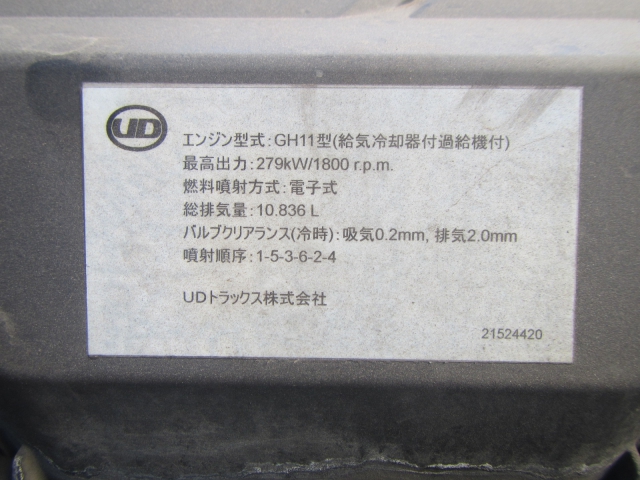 UD
エンジン型式:GH11型(給気冷却器付過給機付)
最高出力:279kW/1800 r.p.m.
燃料噴射方式:電子式
総排気量:10.836 L
バルブクリアランス(冷時):吸気0.2mm, 排気2.0mm
噴射順序:1-5-3-6-2-4
UDトラックス株式会社
21524420